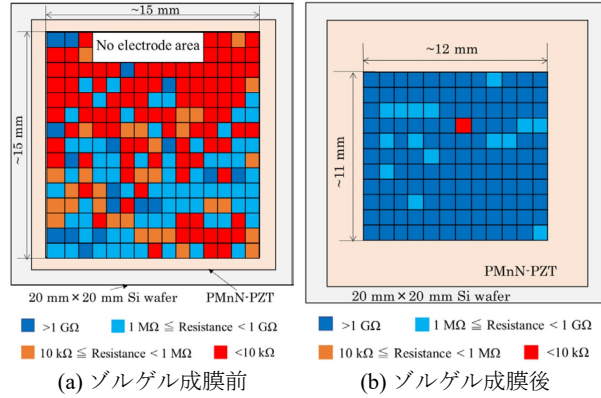 ~15 mm
No electrode area
~15 mm
20 mm×20 mm Si wafer
PMnN-PZT
>1 GΩ
1 MΩ ≦ Resistance < 1 GΩ
10 kΩ ≦ Resistance < 1 MΩ
<10 kΩ
(a) ゾルゲル成膜前
~12 mm
~11 mm
PMnN-PZT
20 mm×20 mm Si wafer
>1 GΩ
1 MΩ ≦ Resistance < 1 GΩ
10 kΩ ≦ Resistance < 1 MΩ
<10 kΩ
(b) ゾルゲル成膜後